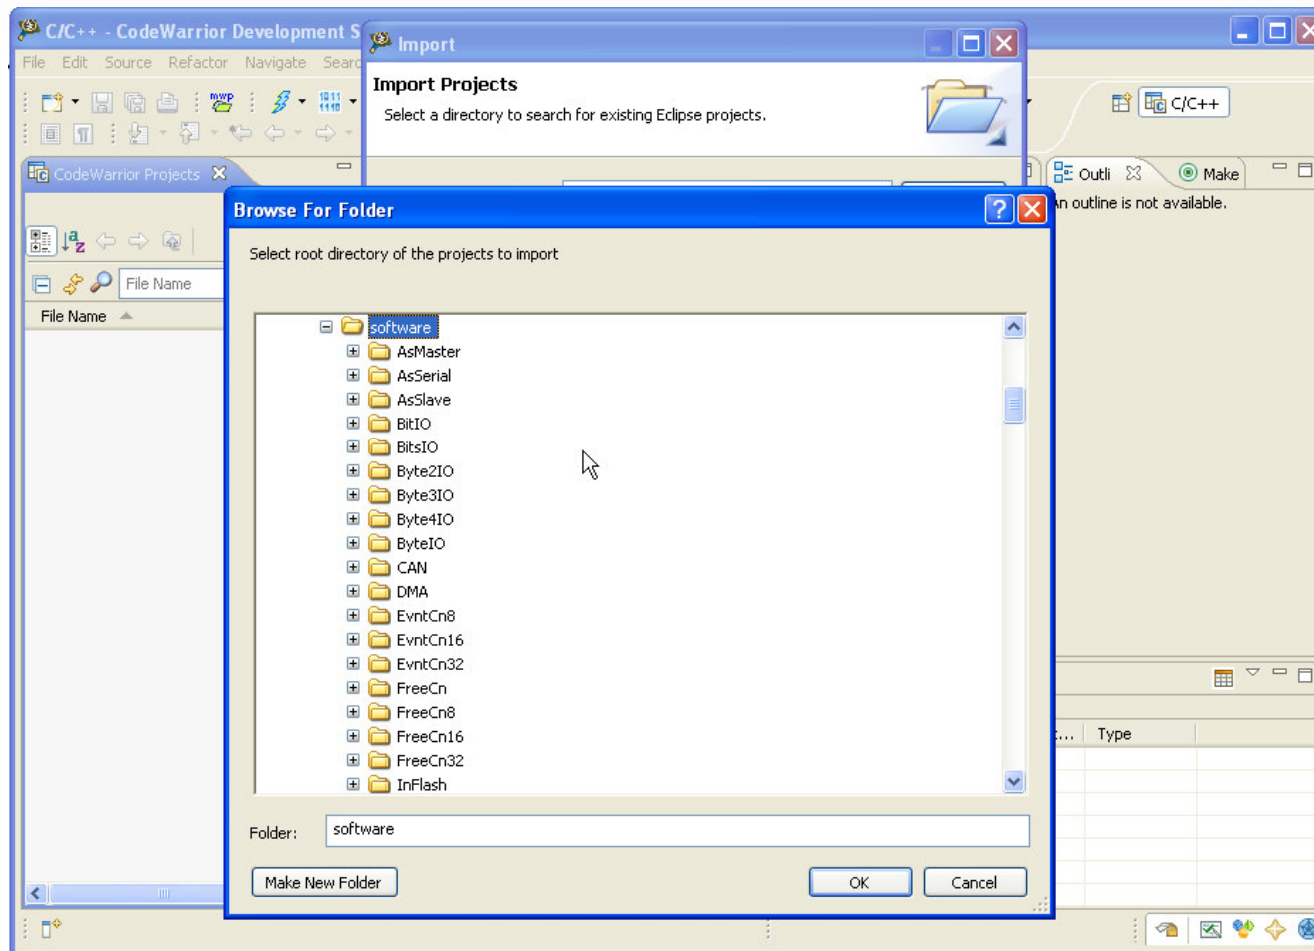 C/C++ - CodeWarrior Development S
Import
File Edit Source Refactor Navigate Searc
Import Projects
Select a directory to search for existing Eclipse projects.
C/C++
CodeWarrior Projects
Outli
Make
An outline is not available.
Browse For Folder
Select root directory of the projects to import
File Name
File Name
software
AsMaster
AsSerial
AsSlave
BitIO
BitsIO
Byte2IO
Byte3IO
Byte4IO
ByteIO
CAN
DMA
EvntCn8
EvntCn16
EvntCn32
FreeCn
FreeCn8
FreeCn16
FreeCn32
InFlash
Type
Folder: software
Make New Folder OK Cancel